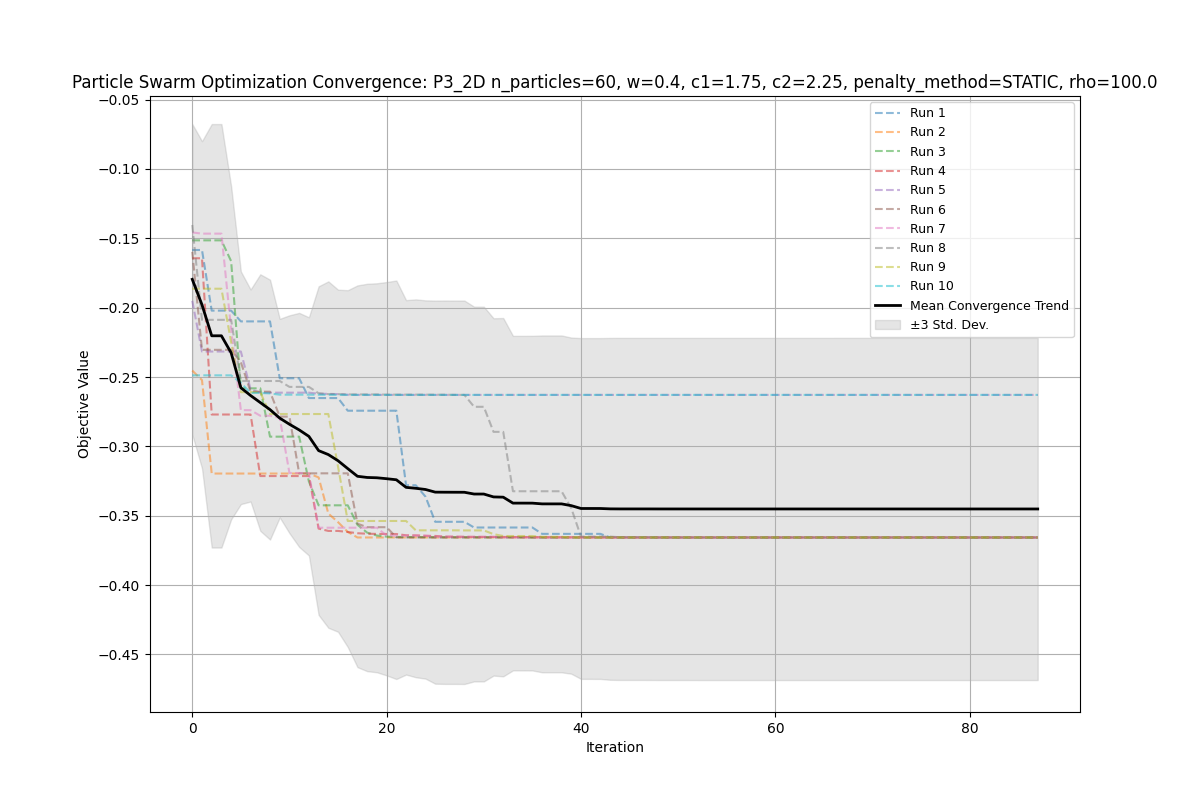 Particle Swarm Optimization Convergence: P3_2D n_particles=60, w=0.4, c1=1.75, c2=2.25, penalty_method=STATIC, rho=100.0
Objective Value
−0.05
−0.10
−0.15
−0.20
−0.25
−0.30
−0.35
−0.40
−0.45
Run 1
Run 2
Run 3
Run 4
Run 5
Run 6
Run 7
Run 8
Run 9
Run 10
Mean Convergence Trend
±3 Std. Dev.
0 20 40 60 80
Iteration